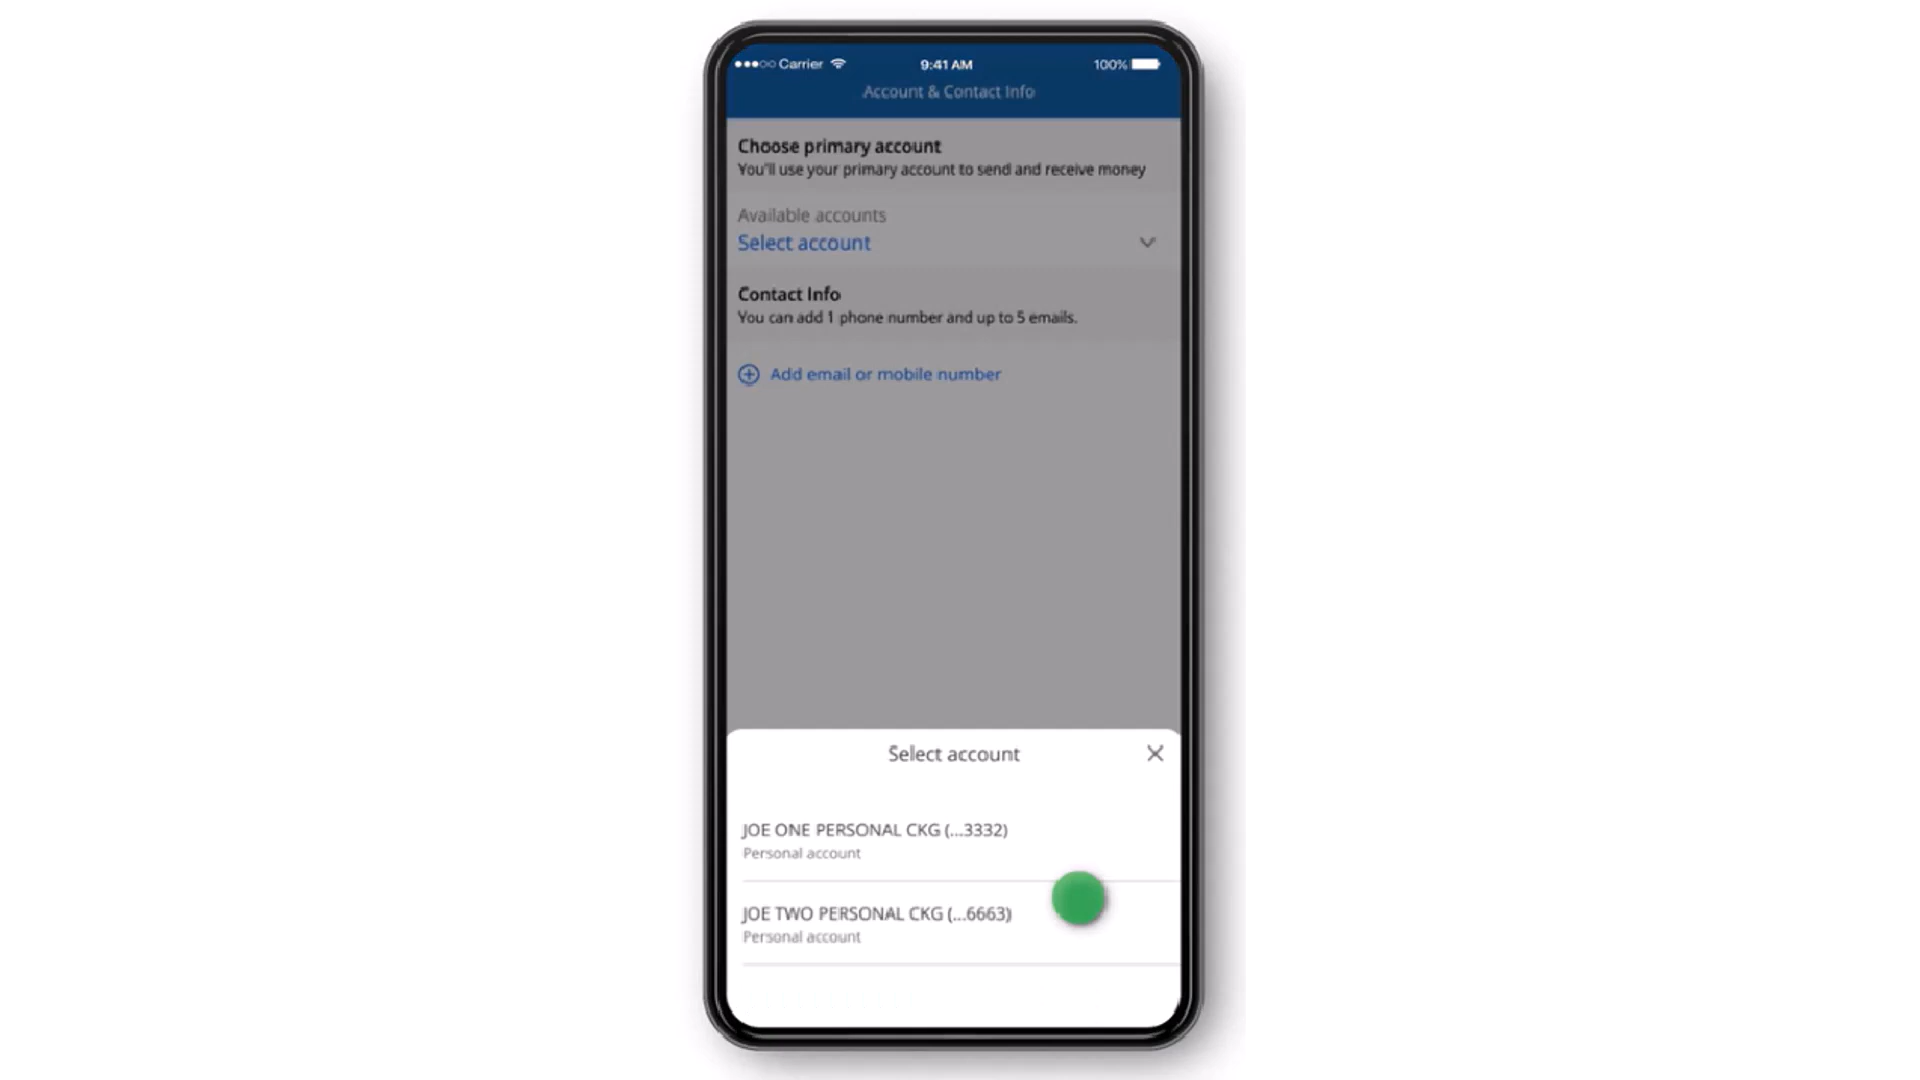 Carrier 9:41 AM 100%
Account & Contact Info
Choose primary account
You'll use your primary account to send and receive money
Available accounts
Select account
Contact Info
You can add 1 phone number and up to 5 emails.
Add email or mobile number
Select account
JOE ONE PERSONAL CKG (...3332)
Personal account
JOE TWO PERSONAL CKG (...6663)
Personal account